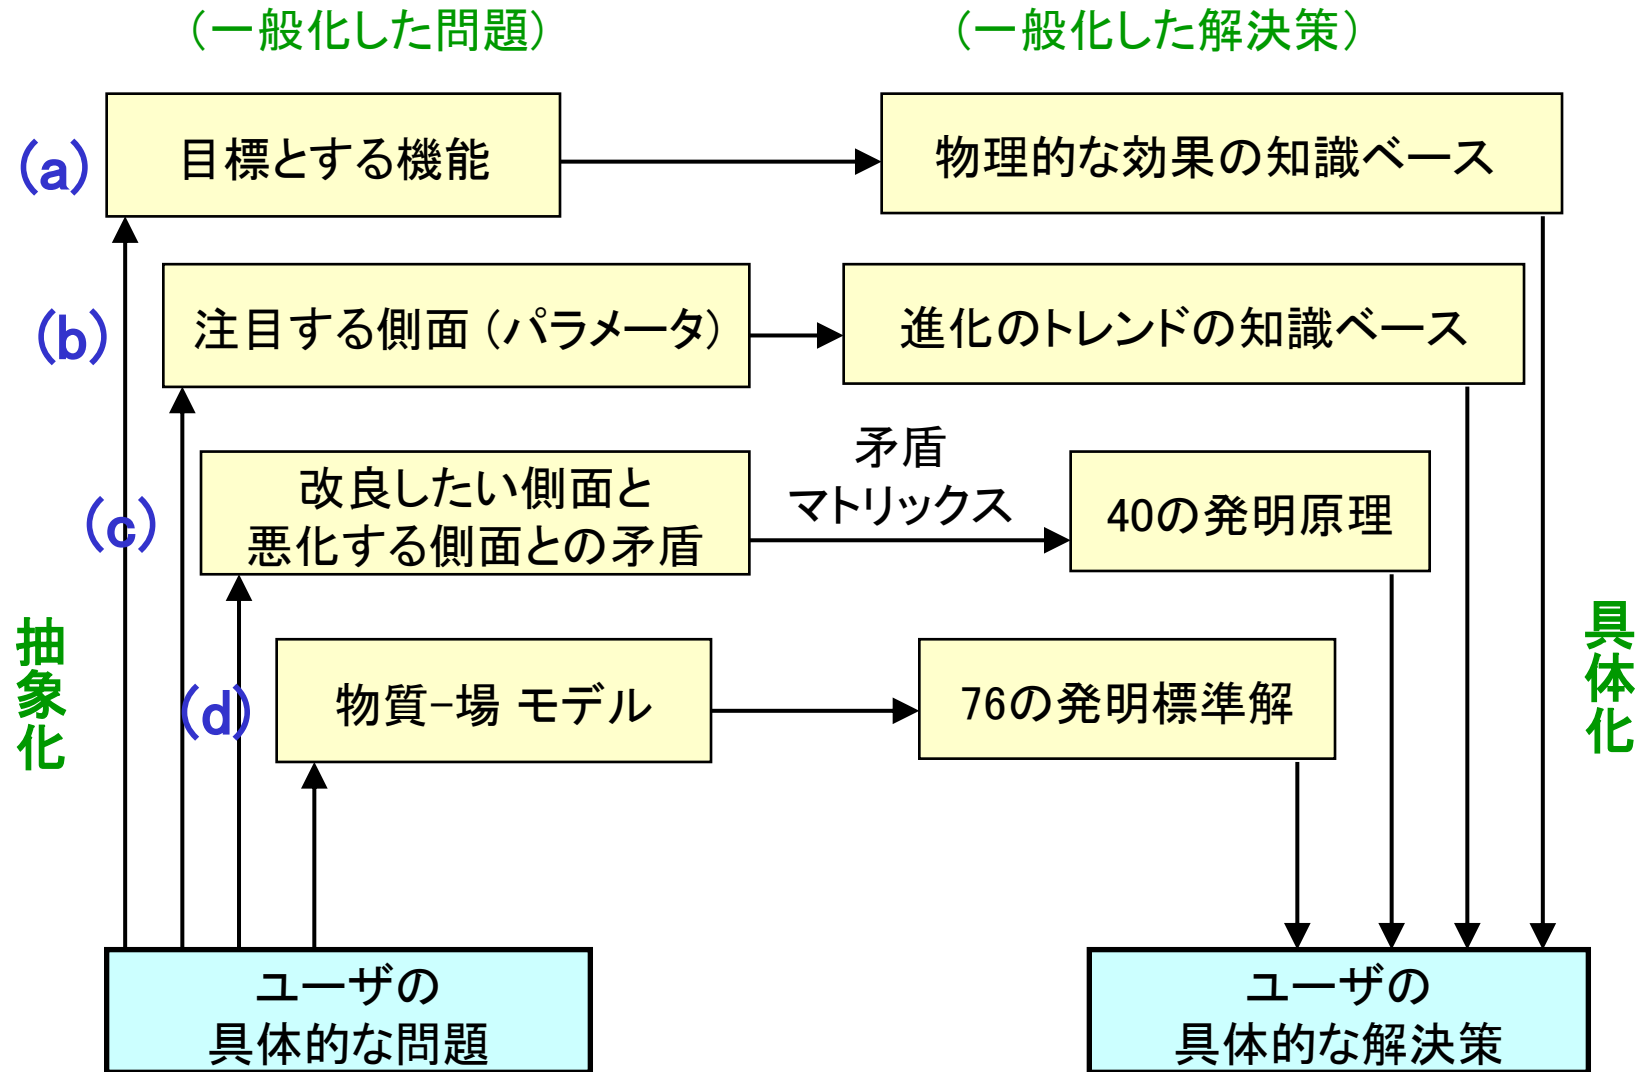 （一般化した問題）
（一般化した解決策）
(a)
目標とする機能
物理的な効果の知識ベース
(b)
注目する側面（パラメータ）
進化のトレンドの知識ベース
(c)
改良したい側面と
悪化する側面との矛盾
矛盾
マトリックス
40の発明原理
抽象化
具体化
(d)
物質-場 モデル
76の発明標準解
ユーザの
具体的な問題
ユーザの
具体的な解決策